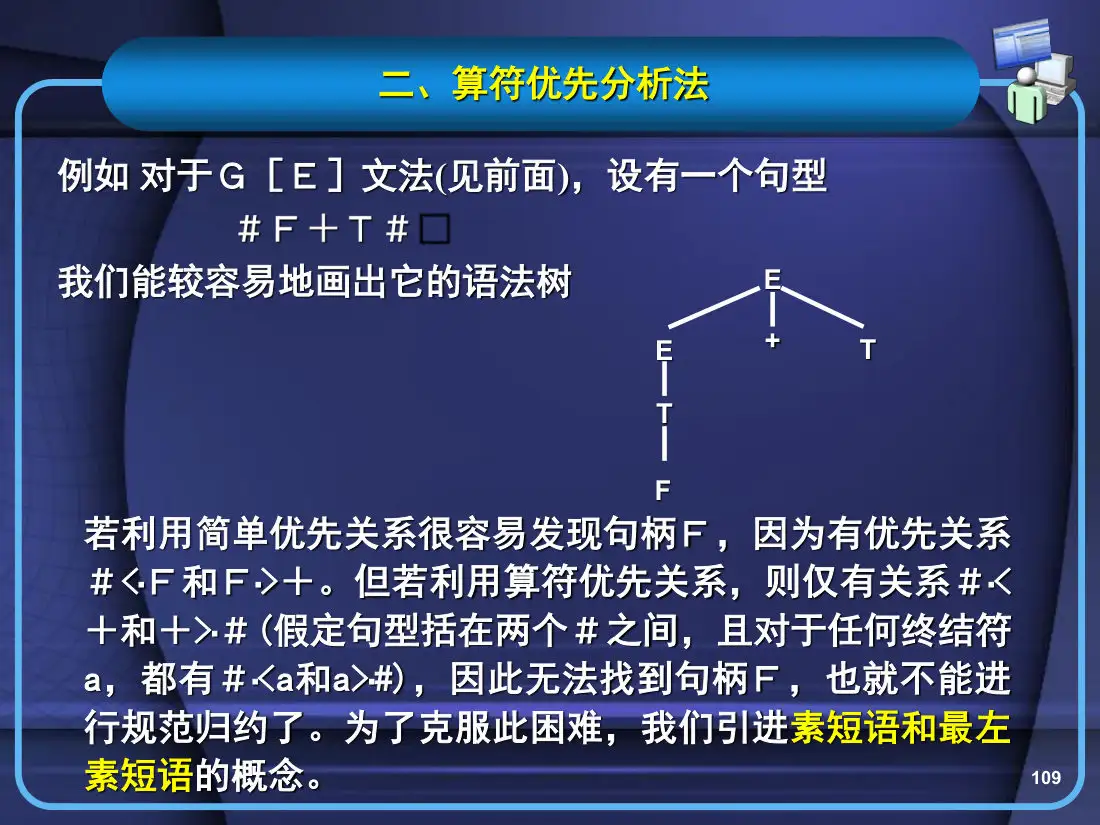 二、算符优先分析法
例如 对于Ｇ［Ｅ］文法(见前面)，设有一个句型
＃Ｆ＋Ｔ＃□
我们能较容易地画出它的语法树
E
E + T
T
F
若利用简单优先关系很容易发现句柄Ｆ，因为有优先关系
＃<·Ｆ和Ｆ·>＋。但若利用算符优先关系，则仅有关系＃·<
＋和＋>·＃(假定句型括在两个＃之间，且对于任何终结符
a，都有＃·<a和a>·#)，因此无法找到句柄Ｆ，也就不能进
行规范归约了。为了克服此困难，我们引进素短语和最左
素短语的概念。
109